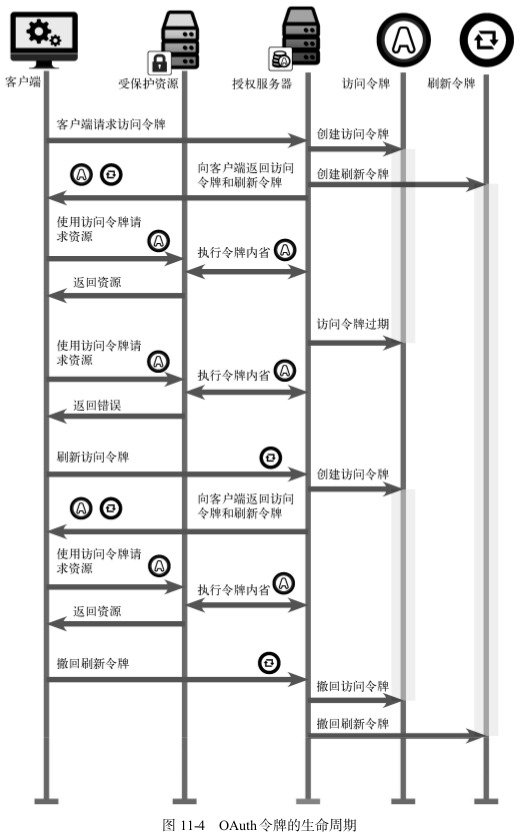 客户端
受保护资源
授权服务器
访问令牌
刷新令牌
客户端请求访问令牌
创建访问令牌
向客户端返回访问
令牌和刷新令牌
创建刷新令牌
使用访问令牌请
求资源
执行令牌内省
返回资源
访问令牌过期
使用访问令牌请
求资源
执行令牌内省
返回错误
刷新访问令牌
创建访问令牌
向客户端返回访问
令牌和刷新令牌
使用访问令牌请
求资源
执行令牌内省
返回资源
撤回刷新令牌
撤回访问令牌
撤回刷新令牌
图 11-4 OAuth 令牌的生命周期